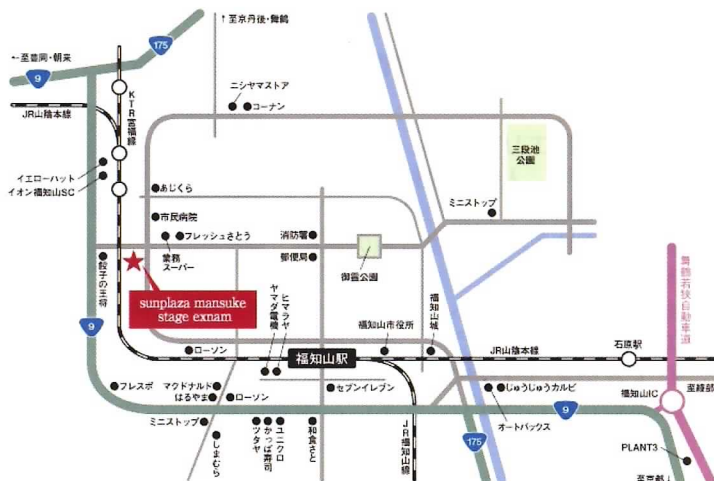 ↑至京丹後・舞鶴
175
←至豊岡・朝来
9
JR山陰本線
KTR宮福線
ニシヤマストア
コーナン
三段池
公園
イエローハット
イオン福知山SC
あじくら
ミニストップ
市民病院
フレッシュさとう
業務
スーパー
消防署
郵便局
御霊公園
餃子の王将
sunplaza mansuke
stage exnam
ヤマダ電機
ヒマラヤ
福知山市役所
福知山城
舞鶴若狭自動車道
9
ローソン
福知山駅
JR山陰本線
石原駅
フレスポ
マクドナルド
はるやま
ローソン
セブンイレブン
じゅうじゅうカルビ
オートバックス
福知山IC
至綾部
9
ミニストップ
しまむら
ツタヤ
かっぱ寿司
ユニクロ
和食さと
JR福知山線
175
PLANT3
至京都↓